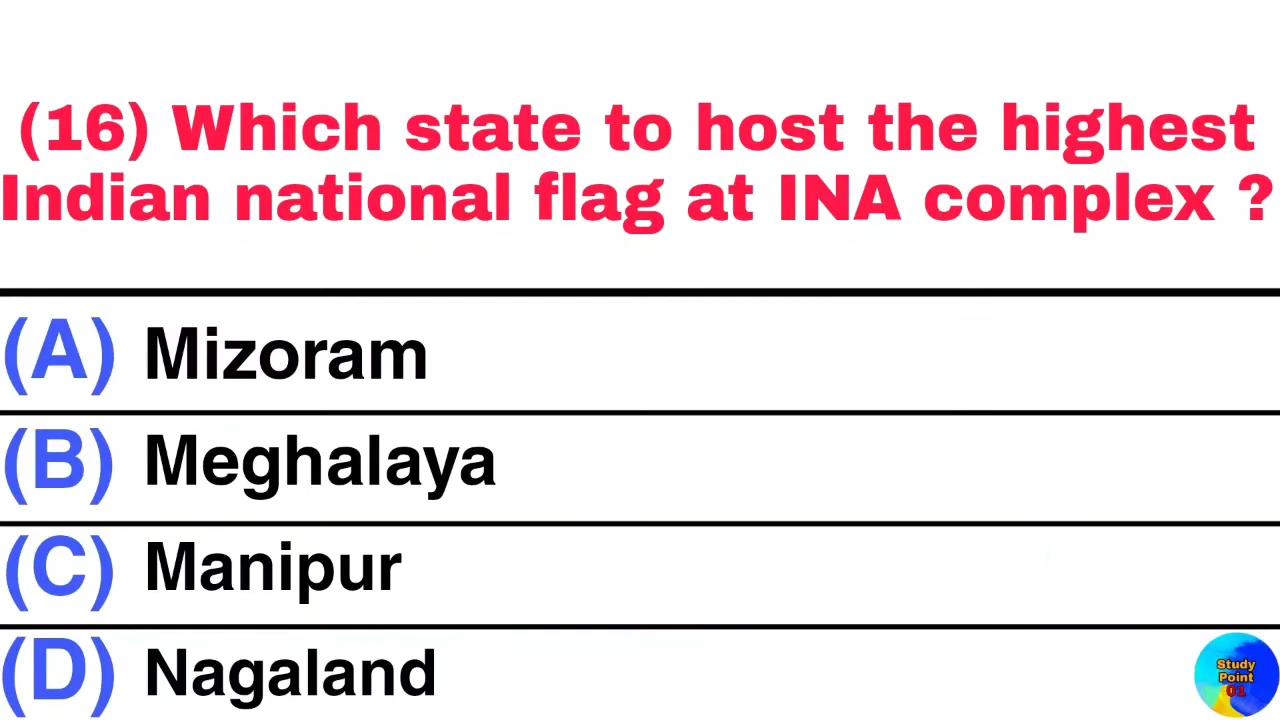 (16) Which state to host the highest
Indian national flag at INA complex ?
(A) Mizoram
(B) Meghalaya
(C) Manipur
(D) Nagaland
Study
Point
01